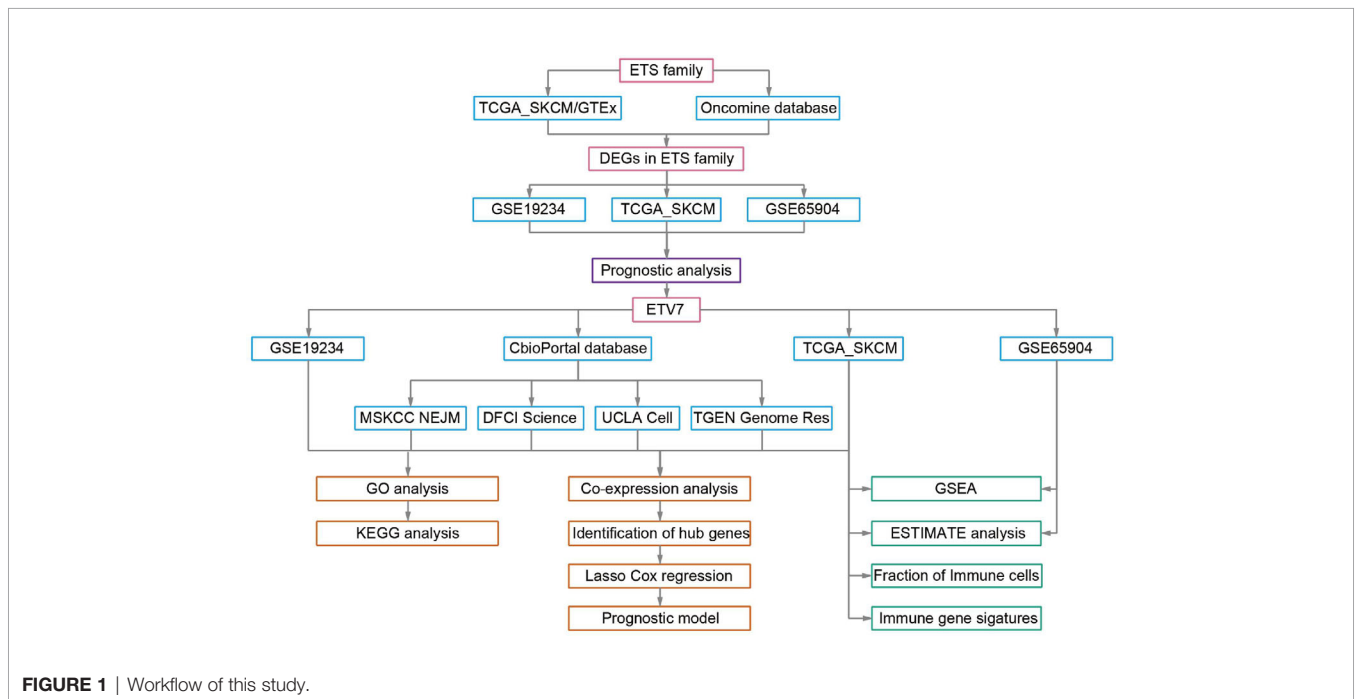 ETS family
TCGA_SKCM/GTEx
Oncomine database
DEGs in ETS family
GSE19234
TCGA_SKCM
GSE65904
Prognostic analysis
ETV7
GSE19234
CbioPortal database
TCGA_SKCM
GSE65904
MSKCC NEJM
DFCI Science
UCLA Cell
TGEN Genome Res
GO analysis
Co-expression analysis
GSEA
KEGG analysis
Identification of hub genes
ESTIMATE analysis
Lasso Cox regression
Fraction of Immune cells
Prognostic model
Immune gene sigatures
FIGURE 1 | Workflow of this study.